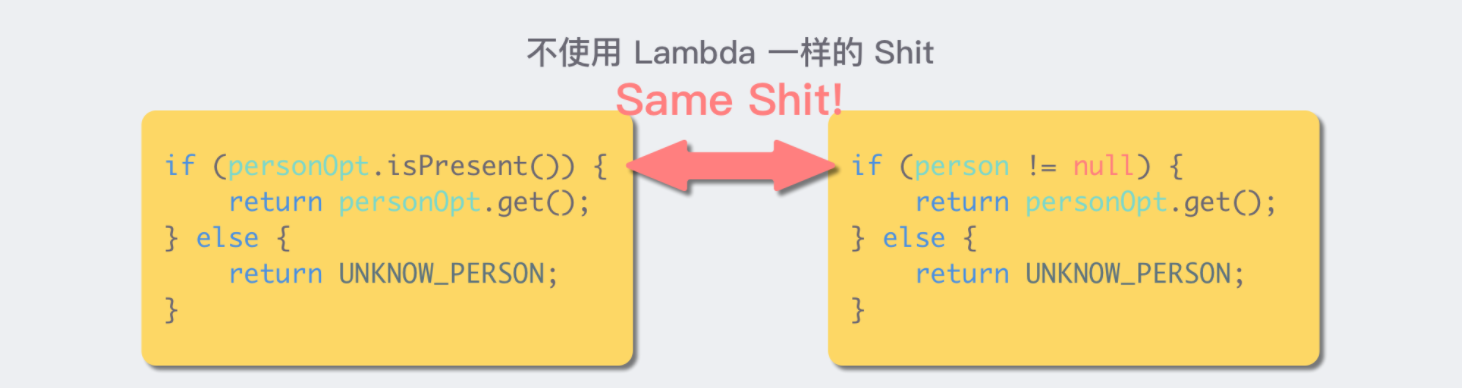 不使用 Lambda 一样的 Shit
Same Shit!
if (personOpt.isPresent()) {
    return personOpt.get();
} else {
    return UNKNOW_PERSON;
}
if (person != null) {
    return personOpt.get();
} else {
    return UNKNOW_PERSON;
}